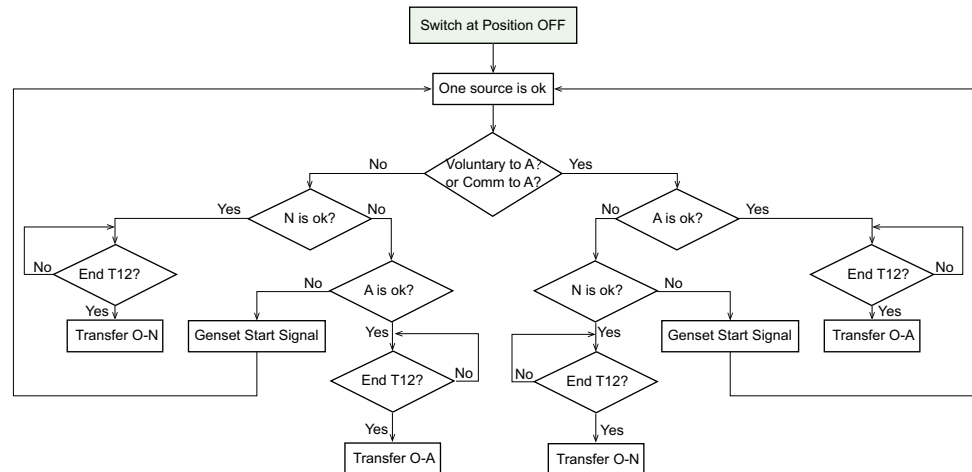 Switch at Position OFF
One source is ok
Voluntary to A?
or Comm to A?
No
Yes
N is ok?
Yes
No
A is ok?
No
Yes
End T12?
No
Yes
Transfer O-N
A is ok?
No
Yes
Genset Start Signal
End T12?
No
Yes
Transfer O-A
N is ok?
No
Yes
Genset Start Signal
End T12?
No
Yes
Transfer O-N
End T12?
No
Yes
Transfer O-A